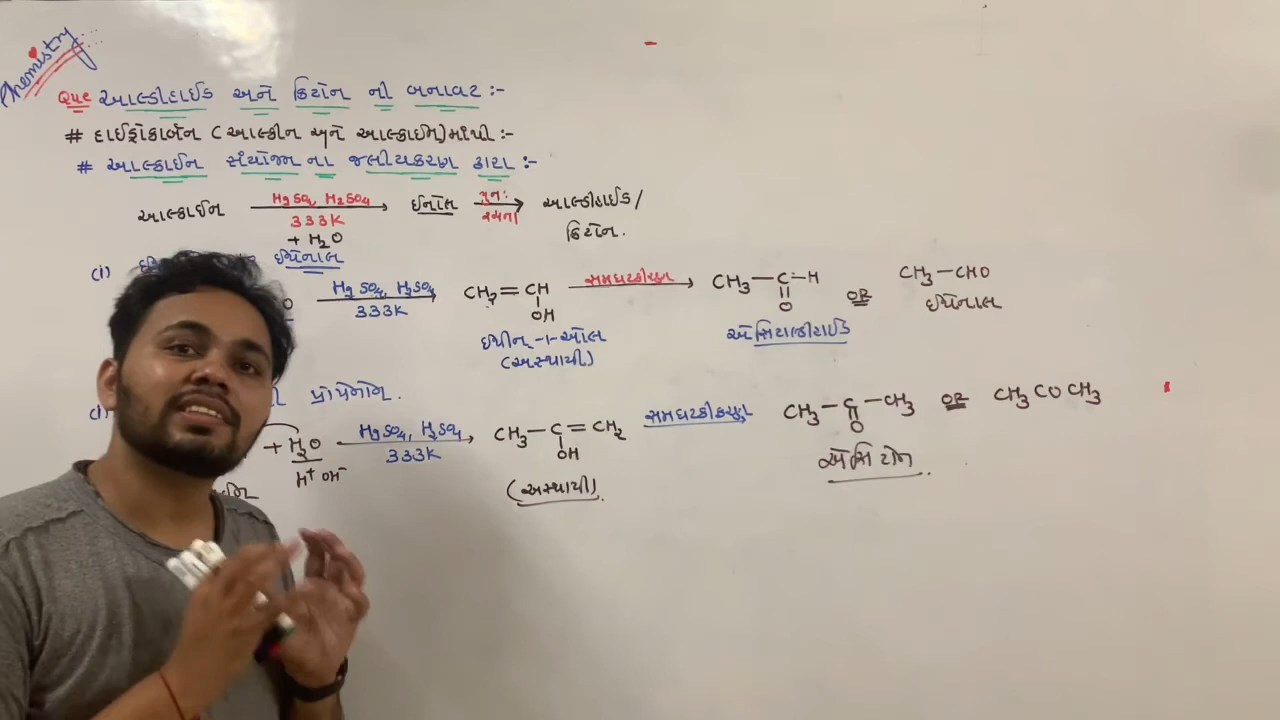 Chemistry
Que આલ્ડીહાઈડ અને કિટોન ની બનાવટ :-
# હાઈડ્રોકાર્બન (આલ્કીન અને આલ્કાઈન) માંથી :-
# આલ્કાઈન સંયોજન ના જલીયકરણ દ્વારા :-
આલ્કાઈન HgSO4 H2SO4 ઈનોલ પુન: આલ્ડીહાઈડ/
333K રચના કિટોન.
+ H2O
(i) ઈથેનાલ
O HgSO4, H2SO4 CH2=CH સમઘટકીકરણ CH3-C-H OR CH3-CHO
333K OH O ઈથેનાલ
ઈથીન-1-ઓલ એસિટાલ્ડીહાઈડ
(અસ્થાયી)
પ્રોપેનોન.
+ H2O HgSO4, H2SO4 CH3-C=CH2 સમઘટકીકરણ CH3-C-CH3 OR CH3COCH3
H+ OH- 333K OH O
(અસ્થાયી). એસિટોન.